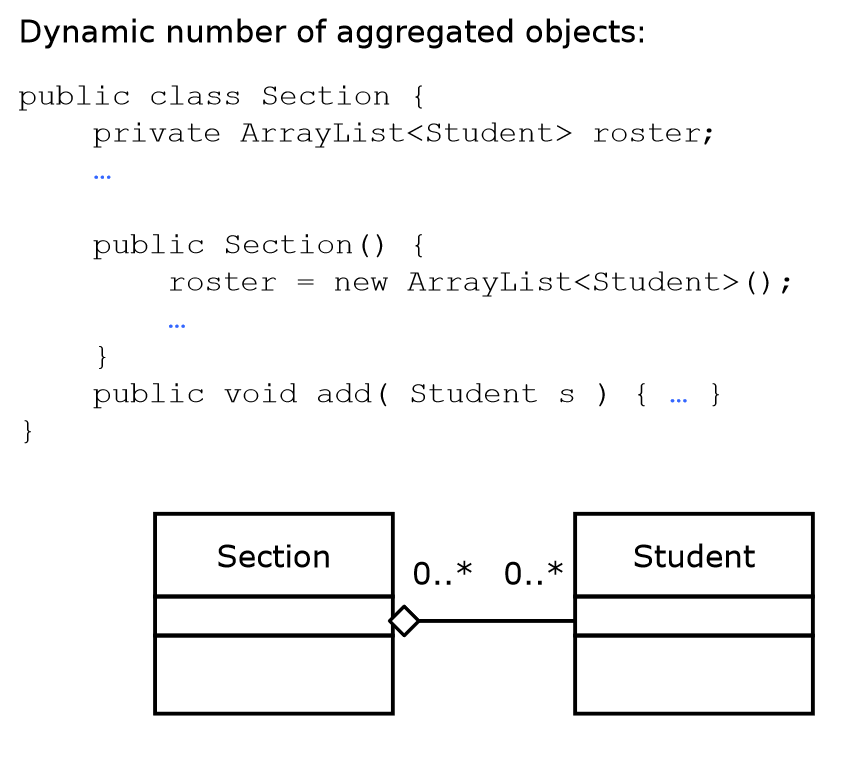 Dynamic number of aggregated objects:
public class Section {
private ArrayList<Student> roster;
...
public Section() {
roster = new ArrayList<Student>();
...
}
public void add( Student s ) { ... }
}
Section
0..* 0..*
Student